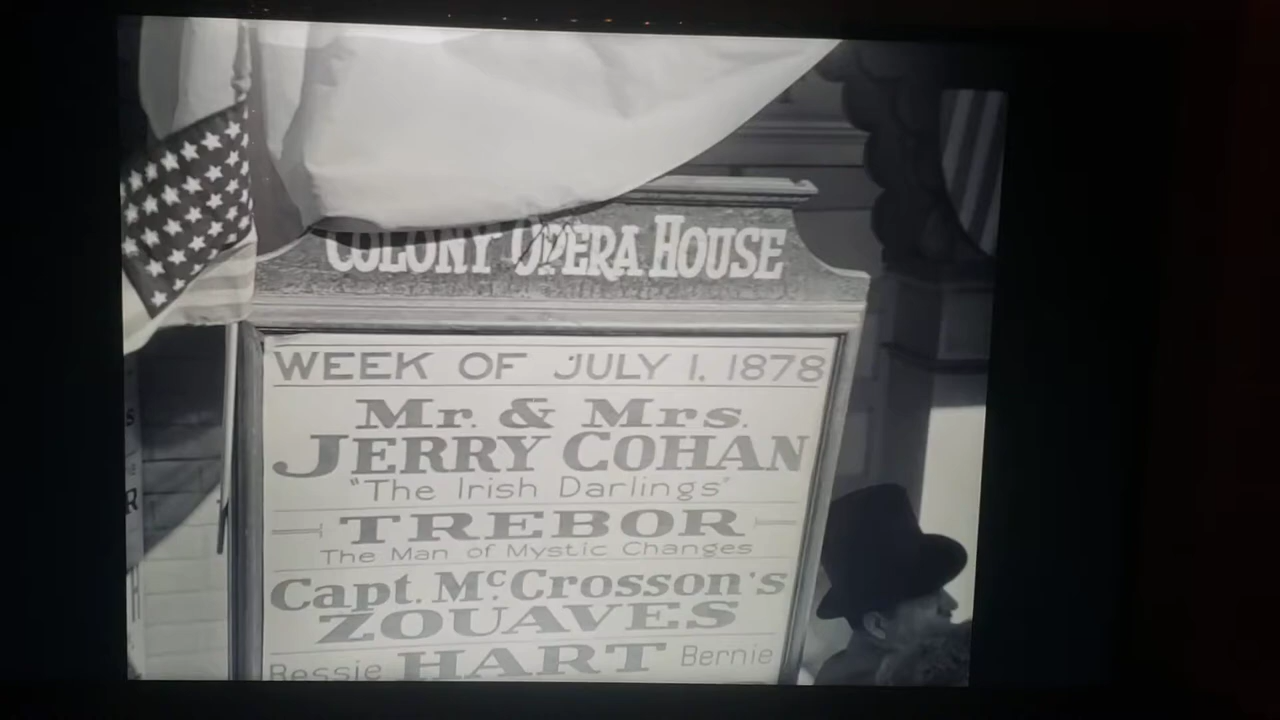 COLONY OPERA HOUSE
WEEK OF JULY 1. 1878
Mr. & Mrs.
JERRY COHAN
"The Irish Darlings"
TREBOR
The Man of Mystic Changes
Capt. McCrosson's
ZOUAVES
Bessie HART Bernie